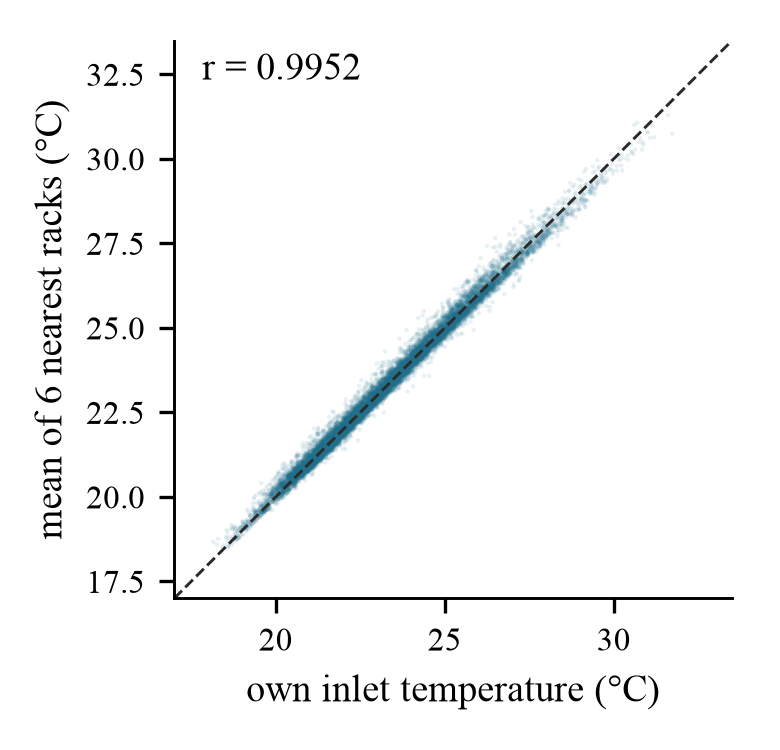 r = 0.9952
mean of 6 nearest racks (°C)
32.5
30.0
27.5
25.0
22.5
20.0
17.5
20 25 30
own inlet temperature (°C)